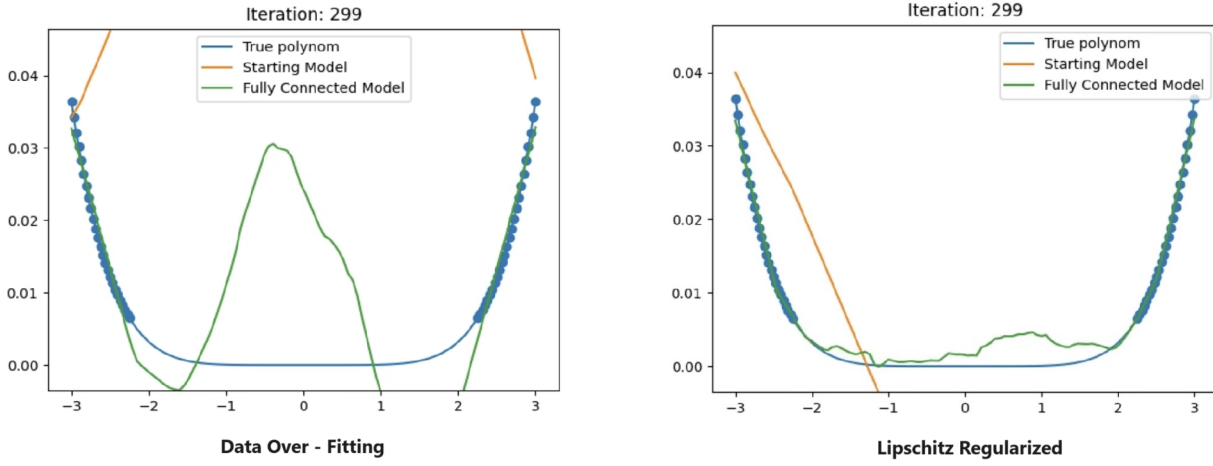 Iteration: 299
True polynom
Starting Model
Fully Connected Model
0.04
0.03
0.02
0.01
0.00
−3
−2
−1
0
1
2
3
Data Over - Fitting
Iteration: 299
True polynom
Starting Model
Fully Connected Model
0.04
0.03
0.02
0.01
0.00
−3
−2
−1
0
1
2
3
Lipschitz Regularized